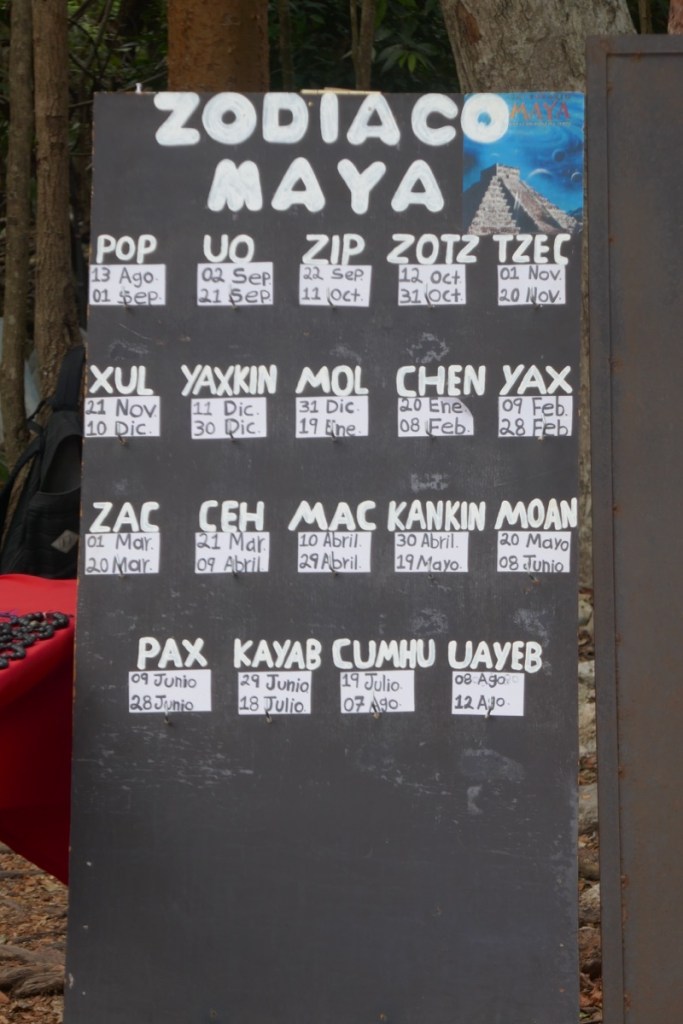 ZODIACO
MAYA
MAYA
POP UO ZIP ZOTZ TZEC
13 Ago. 02 Sep. 22 Sep. 12 Oct. 01 Nov.
01 Sep. 21 Sep. 11 Oct. 31 Oct. 20 Nov.
XUL YAXKIN MOL CHEN YAX
21 Nov. 11 Dic. 31 Dic. 20 Ene. 09 Feb.
10 Dic. 30 Dic. 19 Ene. 08 Feb. 28 Feb.
ZAC CEH MAC KANKIN MOAN
01 Mar. 21 Mar. 10 Abril. 30 Abril. 20 Mayo
20 Mar. 09 Abril. 29 Abril. 19 Mayo. 08 Junio
PAX KAYAB CUMHU UAYEB
09 Junio 29 Junio 19 Julio. 08 Ago.
28 Junio 18 Julio. 07 Ago. 12 Ago.